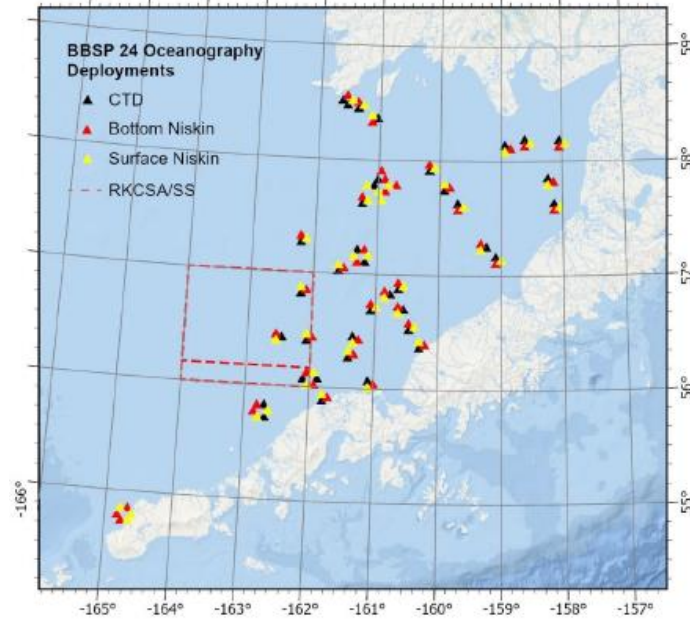 BBSP 24 Oceanography
Deployments
CTD
Bottom Niskin
Surface Niskin
RKCSA/SS
59°
58°
57°
56°
55°
-166°
-165°
-164°
-163°
-162°
-161°
-160°
-159°
-158°
-157°